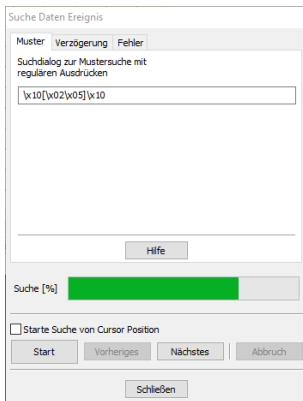 Suche Daten Ereignis
Muster Verzögerung Fehler
Suchdialog zur Mustersuche mit
regulären Ausdrücken
\x10[\x02\x05]\x10
Hilfe
Suche [%]
Starte Suche von Cursor Position
Start Vorheriges Nächstes Abbruch
Schließen